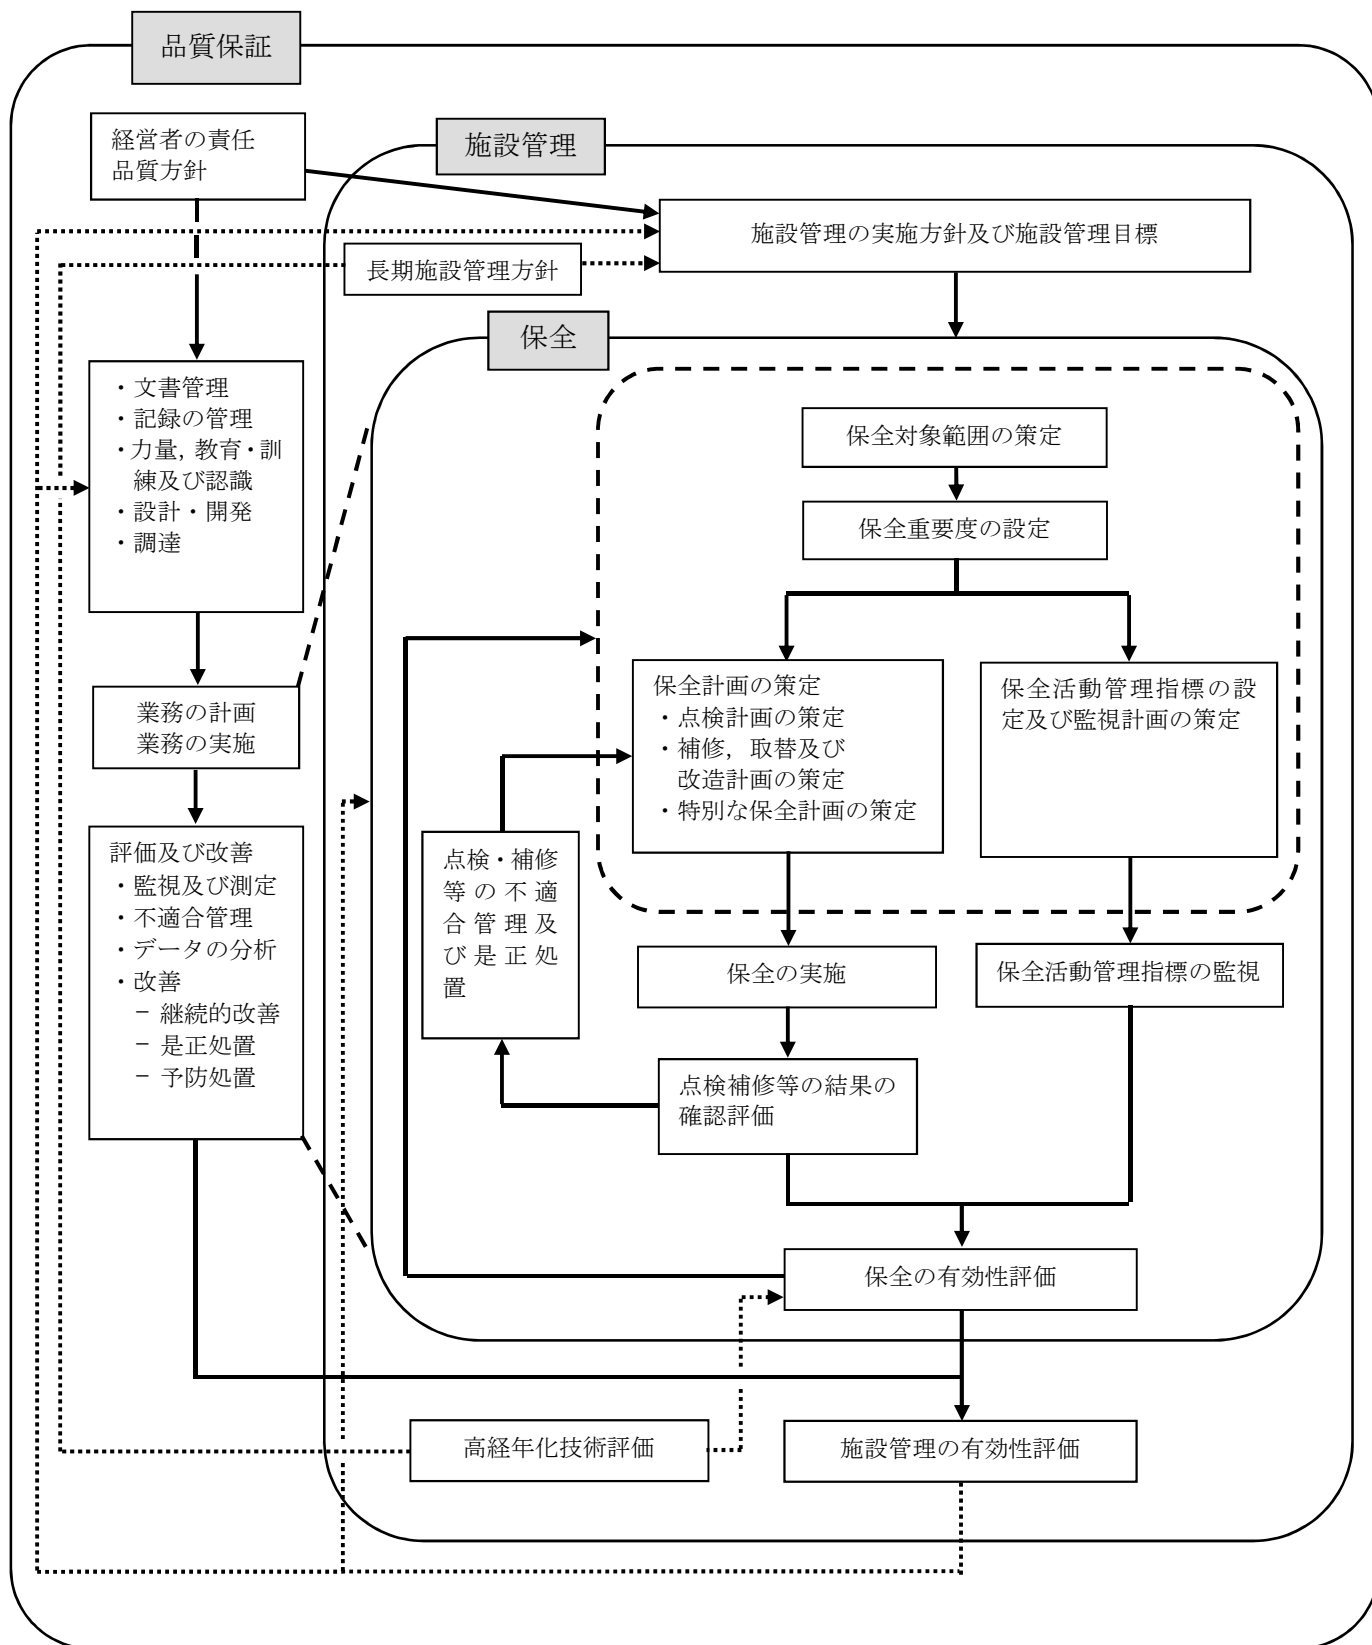 品質保証
経営者の責任
品質方針
施設管理
施設管理の実施方針及び施設管理目標
長期施設管理方針
保全
・文書管理
・記録の管理
・力量，教育・訓
練及び認識
・設計・開発
・調達
保全対象範囲の策定
保全重要度の設定
業務の計画
業務の実施
保全計画の策定
・点検計画の策定
・補修，取替及び
改造計画の策定
・特別な保全計画の策定
保全活動管理指標の設
定及び監視計画の策定
評価及び改善
・監視及び測定
・不適合管理
・データの分析
・改善
－ 継続的改善
－ 是正処置
－ 予防処置
点検・補修
等の不適
合管理及
び是正処
置
保全の実施
保全活動管理指標の監視
点検補修等の結果の
確認評価
保全の有効性評価
高経年化技術評価
施設管理の有効性評価